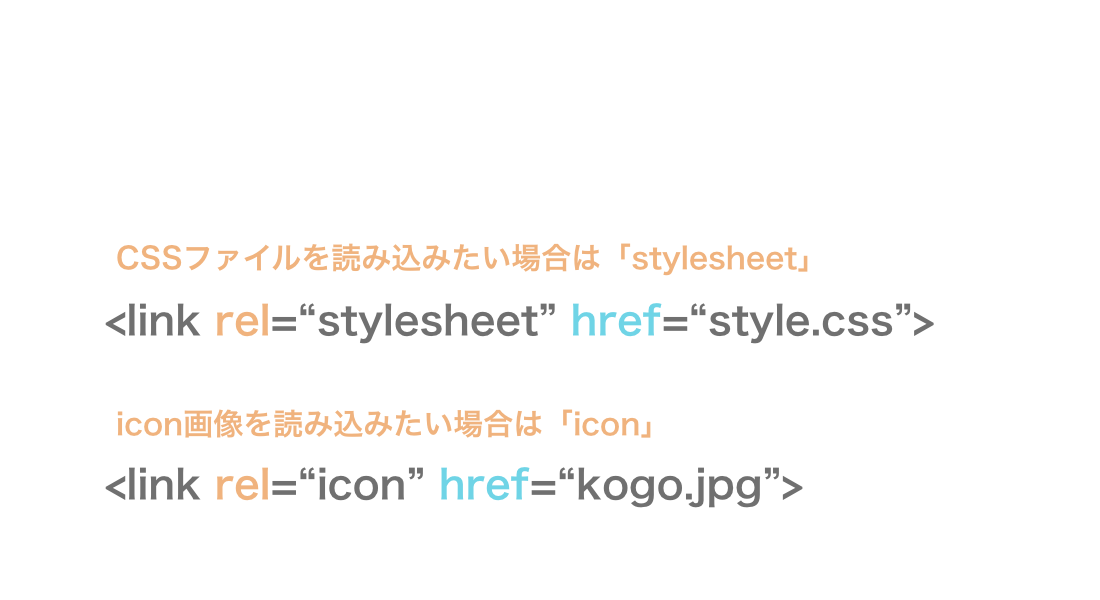 CSSファイルを読み込みたい場合は「stylesheet」
<link rel=“stylesheet” href=“style.css”>
icon画像を読み込みたい場合は「icon」
<link rel=“icon” href=“kogo.jpg”>